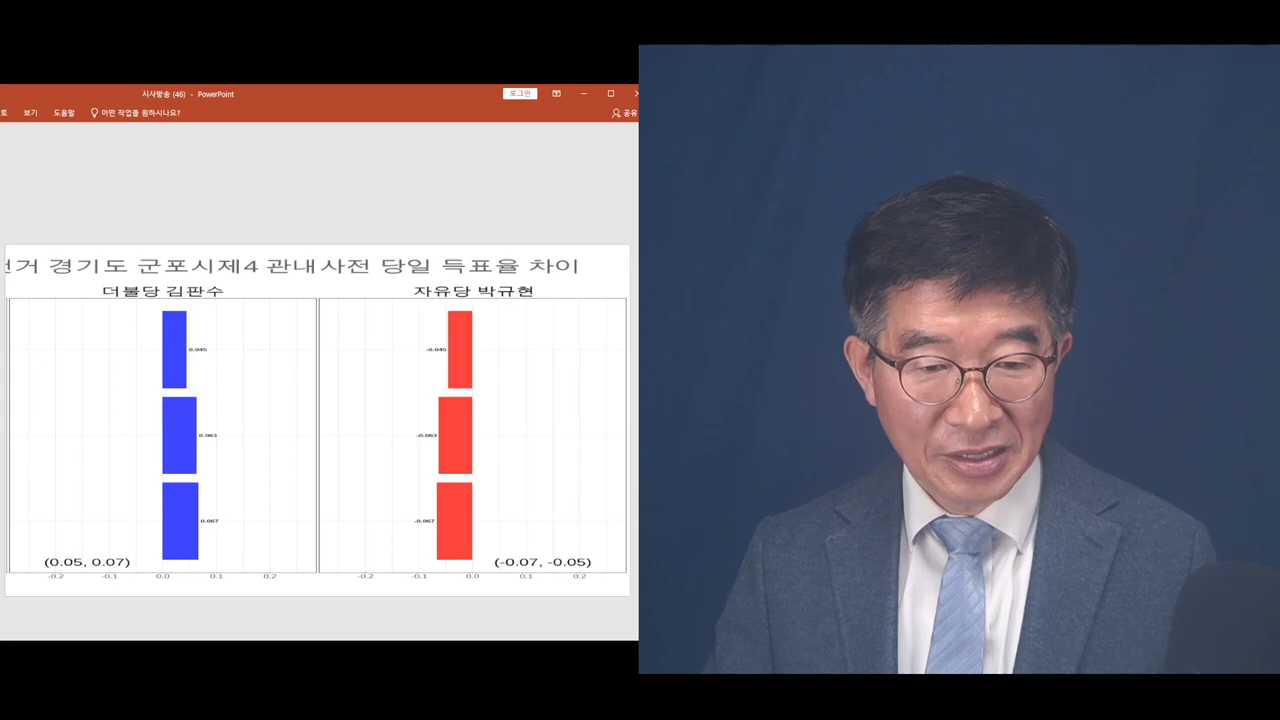 시사방송 (46) - PowerPoint
로그인
토 보기 도움말 어떤 작업을 원하시나요? 공유
거 경기도 군포시제4 관내사전 당일 득표율 차이
더불당 김판수
자유당 박규현
0.045
-0.045
0.063
-0.063
0.067
-0.067
(0.05, 0.07)
(-0.07, -0.05)
-0.2 -0.1 0.0 0.1 0.2
-0.2 -0.1 0.0 0.1 0.2